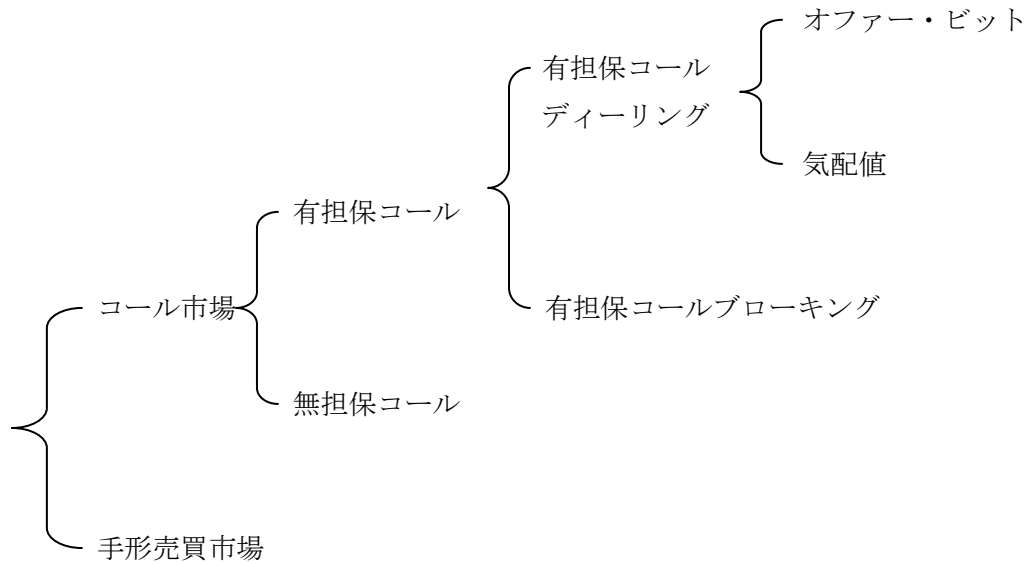 オファー・ビット
有担保コール
ディーリング
気配値
有担保コール
コール市場
有担保コールブローキング
無担保コール
手形売買市場